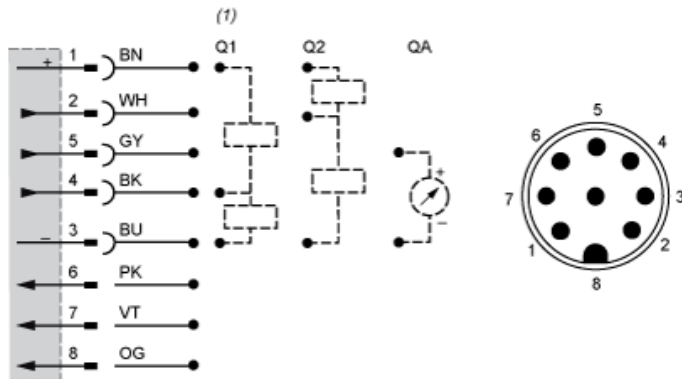 (1)
Q1 Q2 QA
+ 1 BN
2 WH
5 GY
4 BK
– 3 BU
6 PK
7 VT
8 OG
+
–
5
6 4
7 3
1 2
8